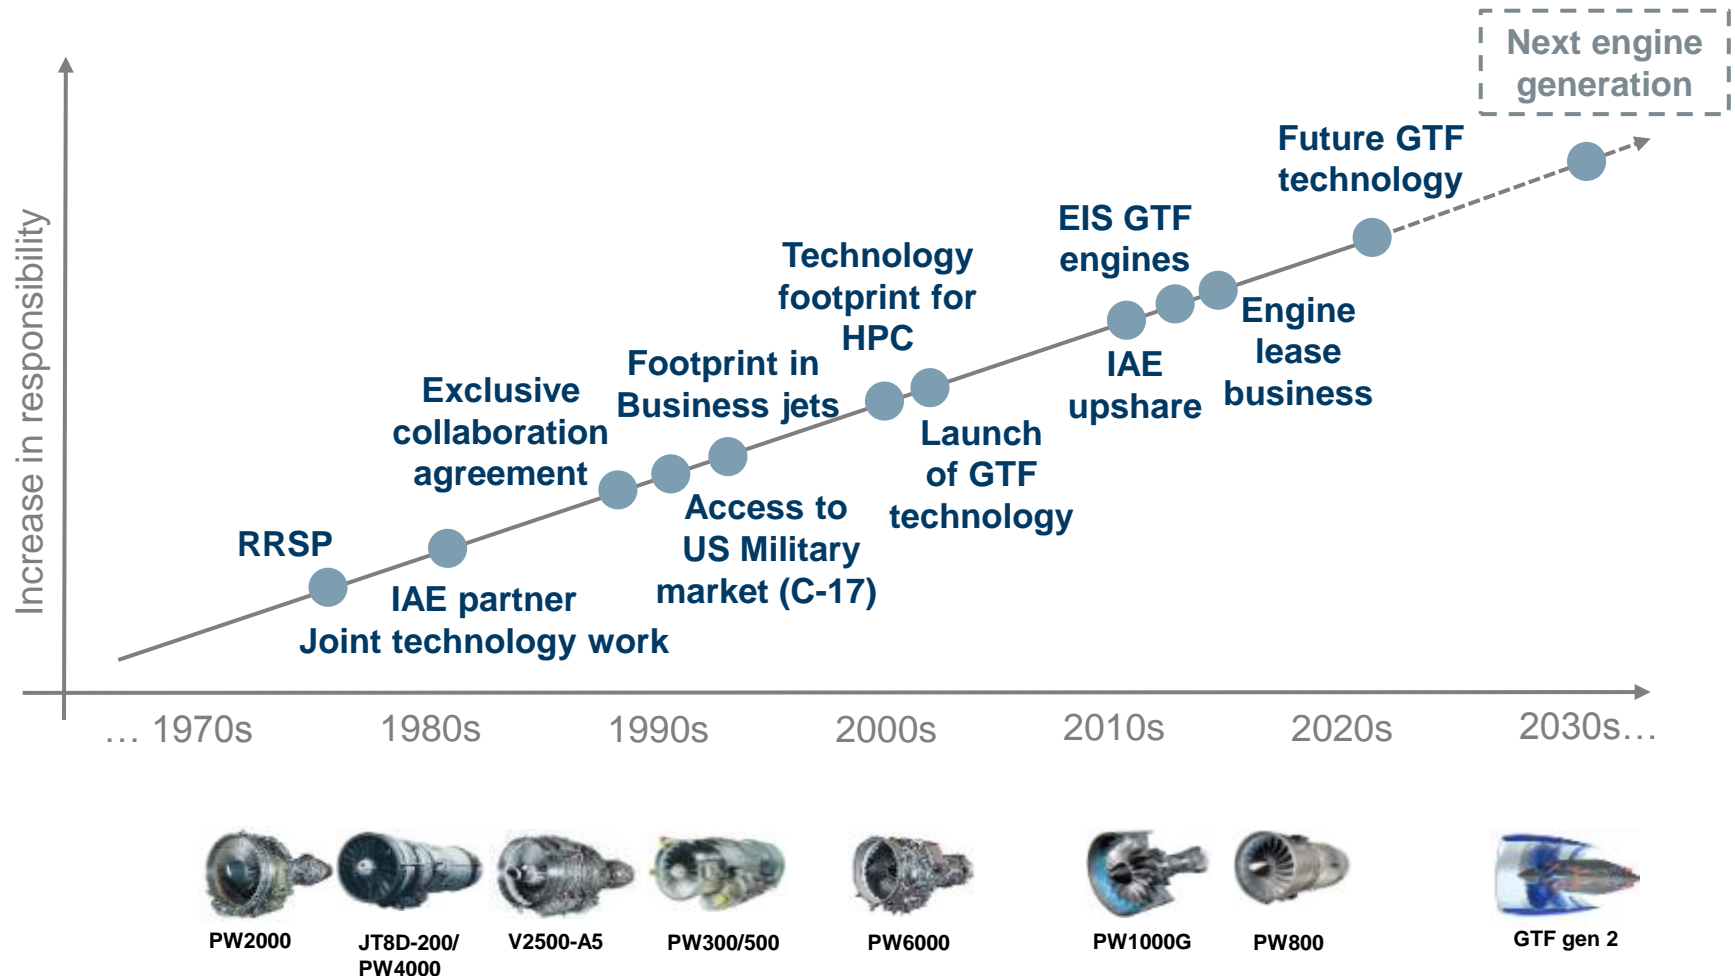 Next engine
generation
Future GTF
technology
EIS GTF
engines
Technology
footprint for
HPC
Engine
lease
business
IAE
upshare
Footprint in
Business jets
Exclusive
collaboration
agreement
Launch
of GTF
technology
Access to
US Military
market (C-17)
RRSP
IAE partner
Joint technology work
Increase in responsibility
… 1970s
1980s
1990s
2000s
2010s
2020s
2030s…
PW2000
JT8D-200/
PW4000
V2500-A5
PW300/500
PW6000
PW1000G
PW800
GTF gen 2